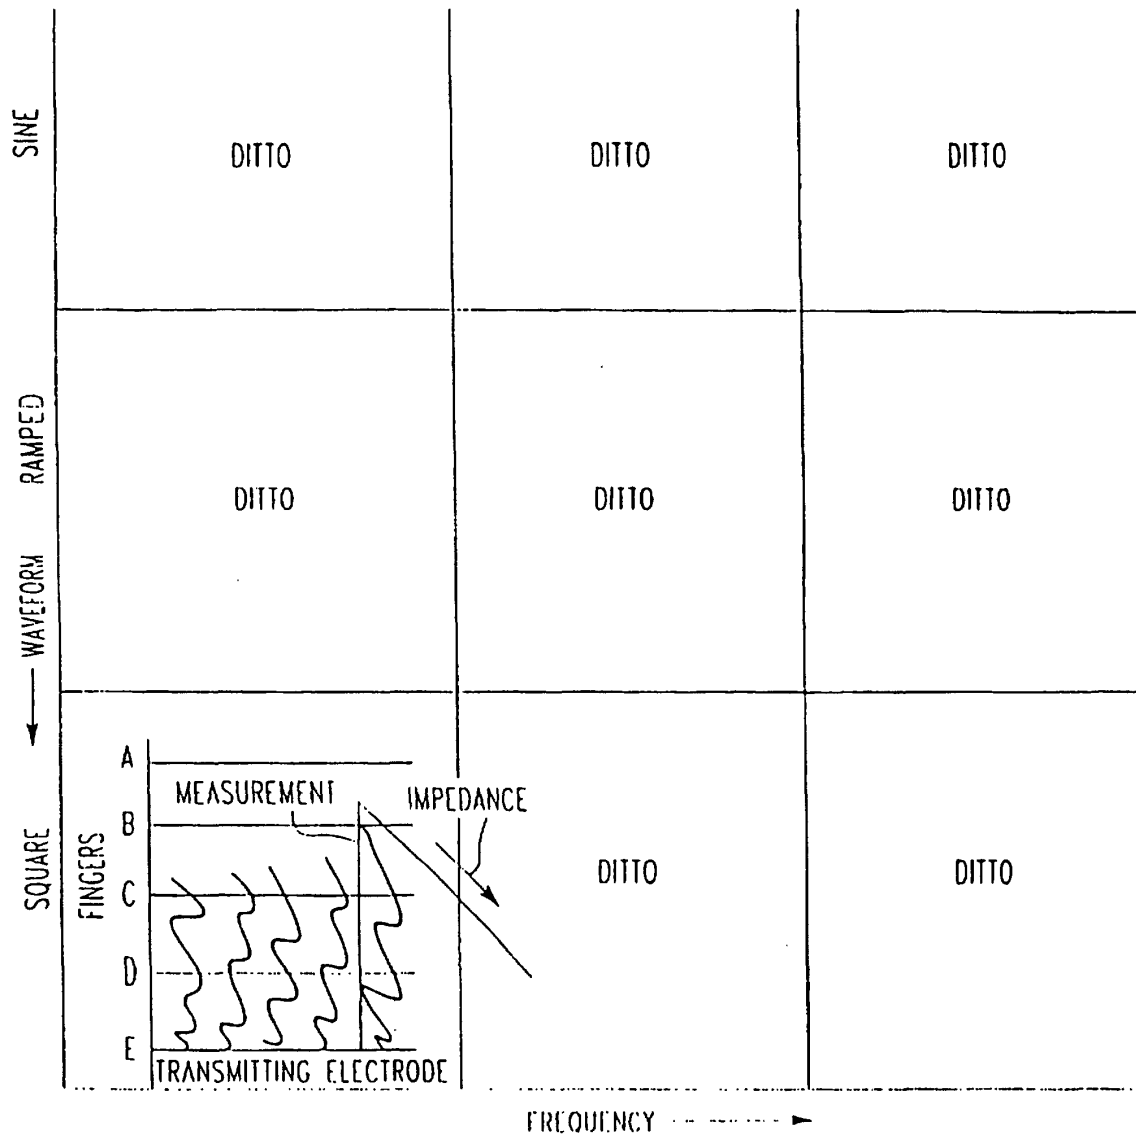 SINE
DITTO DITTO DITTO
RAMPED
DITTO DITTO DITTO
WAVEFORM
SQUARE
FINGERS
A
MEASUREMENT
IMPEDANCE
B
C
D
E
DITTO DITTO
TRANSMITTING ELECTRODE
FREQUENCY